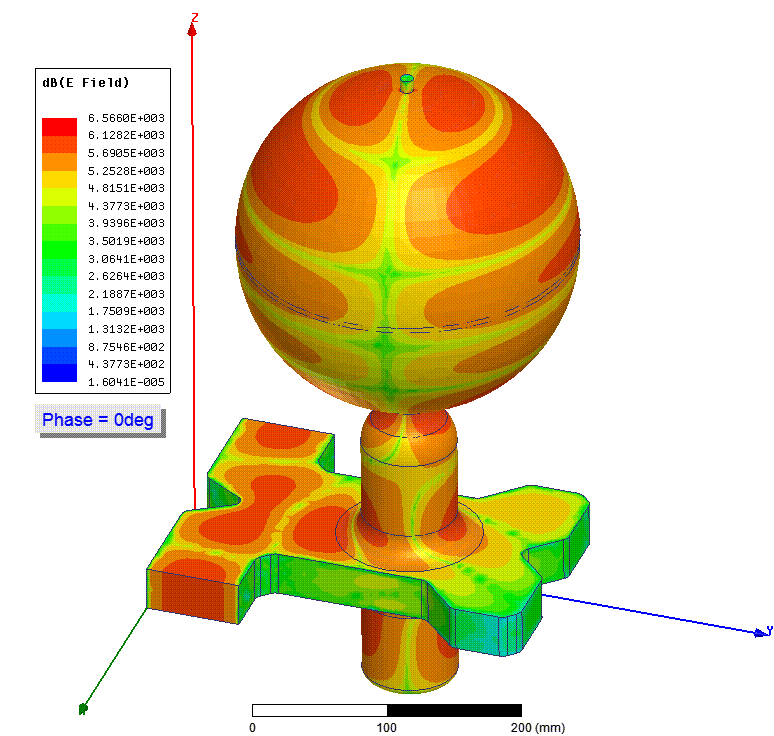 Z
dB(E Field)
6.5660E+003
6.1282E+003
5.6905E+003
5.2528E+003
4.8151E+003
4.3773E+003
3.9396E+003
3.5019E+003
3.0641E+003
2.6264E+003
2.1887E+003
1.7509E+003
1.3132E+003
8.7546E+002
4.3773E+002
1.6041E-005
Phase = 0deg
Y
0 100 200 (mm)